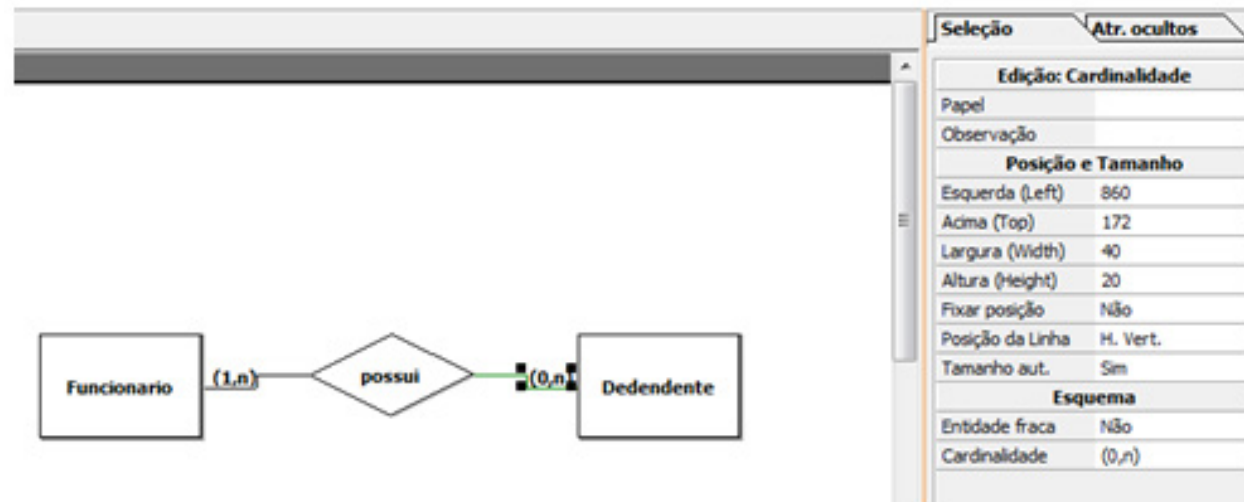 Seleção Atr. ocultos
Edição: Cardinalidade
Papel
Observação
Posição e Tamanho
Esquerda (Left) 860
Acima (Top) 172
Largura (Width) 40
Altura (Height) 20
Fixar posição Não
Posição da Linha H. Vert.
Tamanho aut. Sim
Esquema
Entidade fraca Não
Cardinalidade (0,n)
Funcionario (1,n) possui (0,n Dedendente